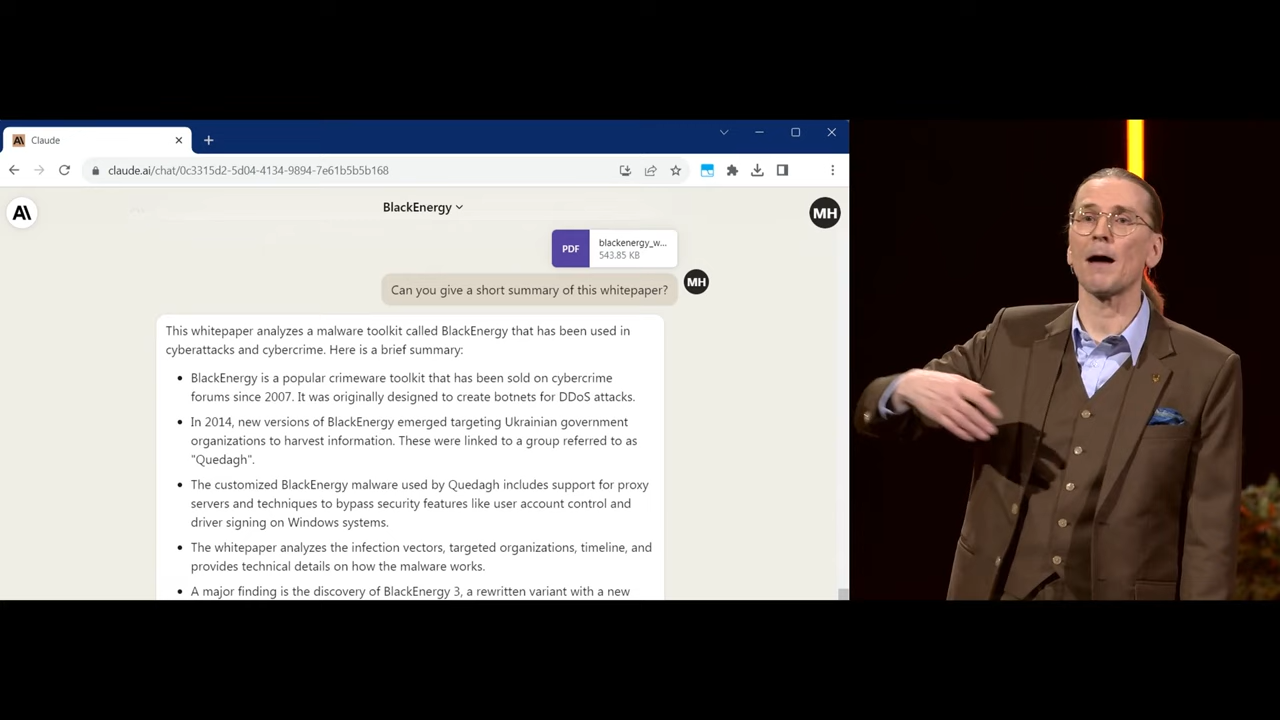 Claude
claude.ai/chat/0c3315d2-5d04-4134-9894-7e61b5b5b168
A\
BlackEnergy
MH
PDF
blackenergy_w...
543.85 KB
Can you give a short summary of this whitepaper?
MH
This whitepaper analyzes a malware toolkit called BlackEnergy that has been used in
cyberattacks and cybercrime. Here is a brief summary:
• BlackEnergy is a popular crimeware toolkit that has been sold on cybercrime
forums since 2007. It was originally designed to create botnets for DDoS attacks.
• In 2014, new versions of BlackEnergy emerged targeting Ukrainian government
organizations to harvest information. These were linked to a group referred to as
"Quedagh".
• The customized BlackEnergy malware used by Quedagh includes support for proxy
servers and techniques to bypass security features like user account control and
driver signing on Windows systems.
• The whitepaper analyzes the infection vectors, targeted organizations, timeline, and
provides technical details on how the malware works.
• A major finding is the discovery of BlackEnergy 3, a rewritten variant with a new